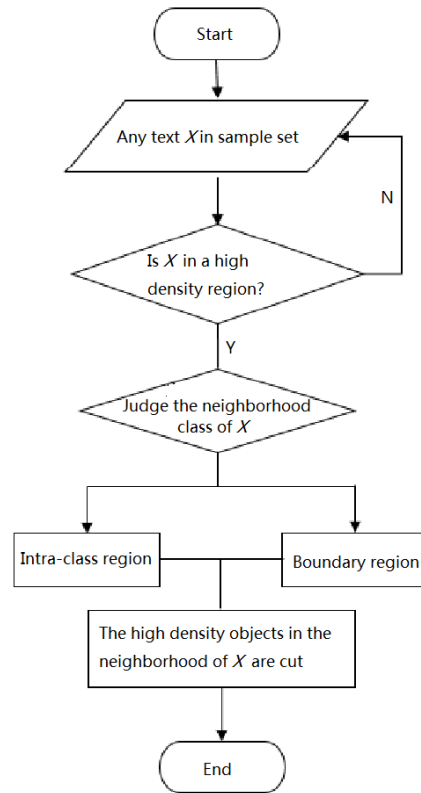 Start
Any text X in sample set
N
Is X in a high
density region?
Y
Judge the neighborhood
class of X
Intra-class region
Boundary region
The high density objects in the
neighborhood of X are cut
End